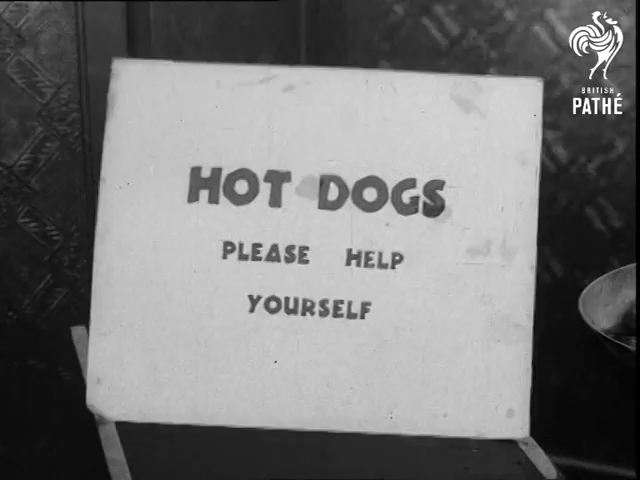 BRITISH
PATHÉ
HOT DOGS
PLEASE HELP
YOURSELF